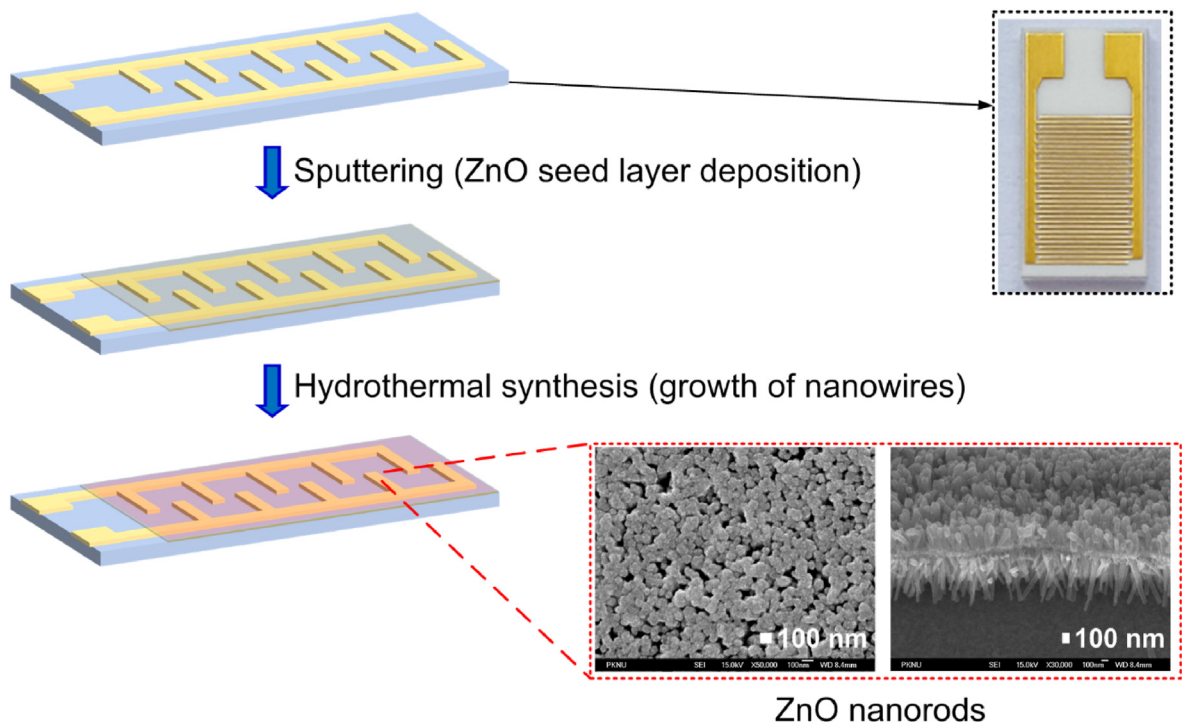 Sputtering (ZnO seed layer deposition)
Hydrothermal synthesis (growth of nanowires)
100 nm
PKNU SEI 15.0kV X50,000 100nm WD 8.4mm
100 nm
PKNU SEI 15.0kV X30,000 100nm WD 8.4mm
ZnO nanorods